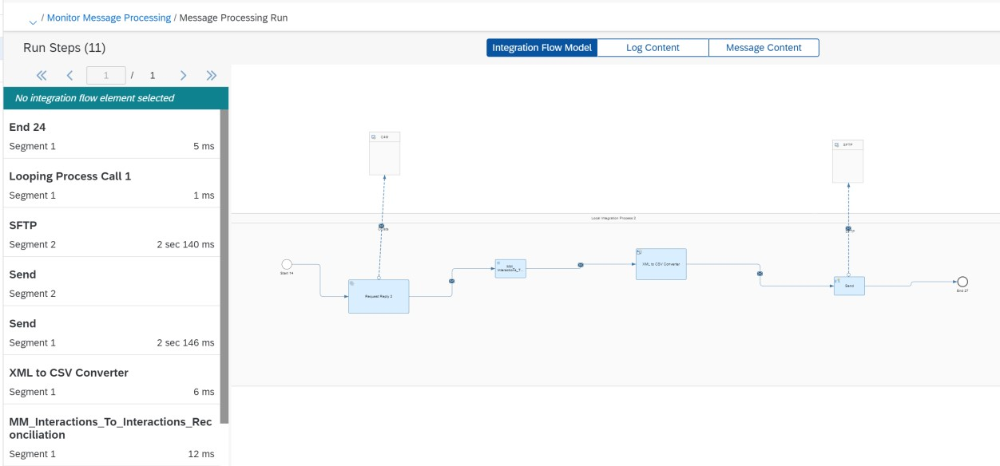 / Monitor Message Processing / Message Processing Run
Run Steps (11)
Integration Flow Model
Log Content
Message Content
1 / 1
No integration flow element selected
End 24
Segment 1 5 ms
Looping Process Call 1
Segment 1 1 ms
SFTP
Segment 2 2 sec 140 ms
Send
Segment 2
Send
Segment 1 2 sec 146 ms
XML to CSV Converter
Segment 1 6 ms
MM_Interactions_To_Interactions_Rec
onciliation
Segment 1 12 ms
C4M
SFTP
Local Integration Process 2
SFTP
Start 14
Request Reply 2
MM_
Interactions_T...
XML to CSV Converter
Send
End 27